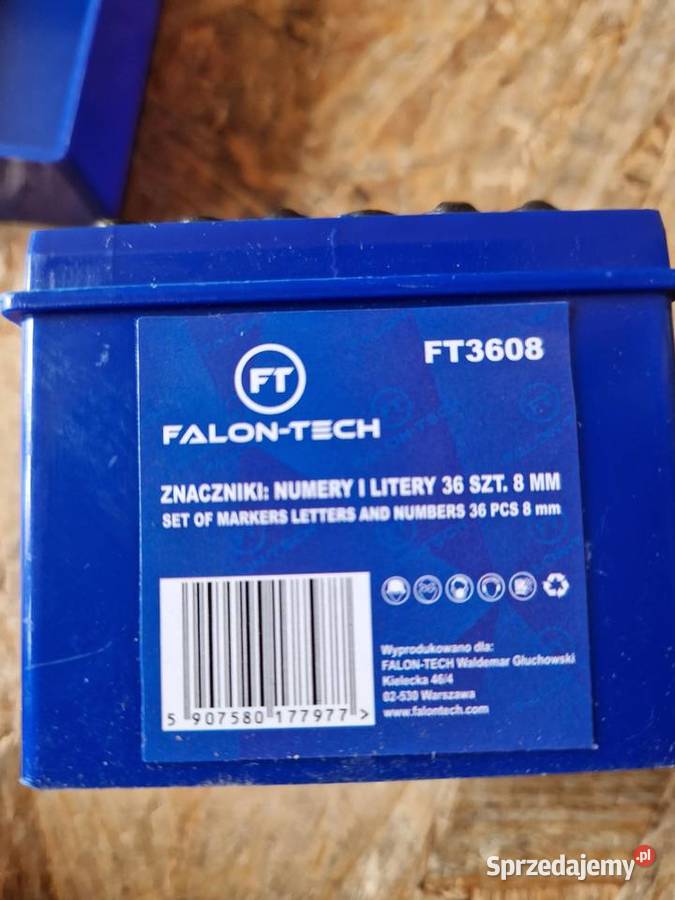 FT3608
FT
FALON-TECH
ZNACZNIKI: NUMERY I LITERY 36 SZT. 8 MM
SET OF MARKERS LETTERS AND NUMBERS 36 PCS 8 mm
Wyprodukowano dla:
FALON-TECH Waldemar Głuchowski
Kielecka 46/4
02-530 Warszawa
www.falontech.com
5 907580 177977 >
Sprzedajemy.pl